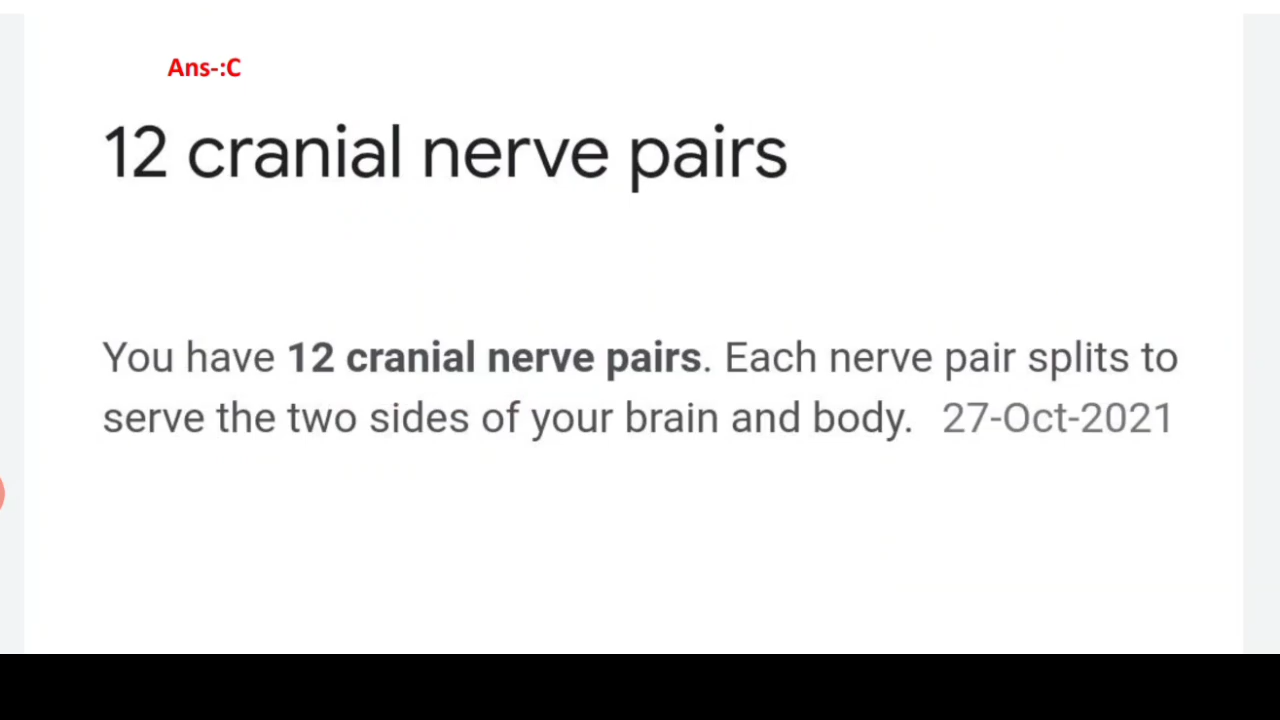 Ans-:C
12 cranial nerve pairs
You have 12 cranial nerve pairs. Each nerve pair splits to
serve the two sides of your brain and body. 27-Oct-2021